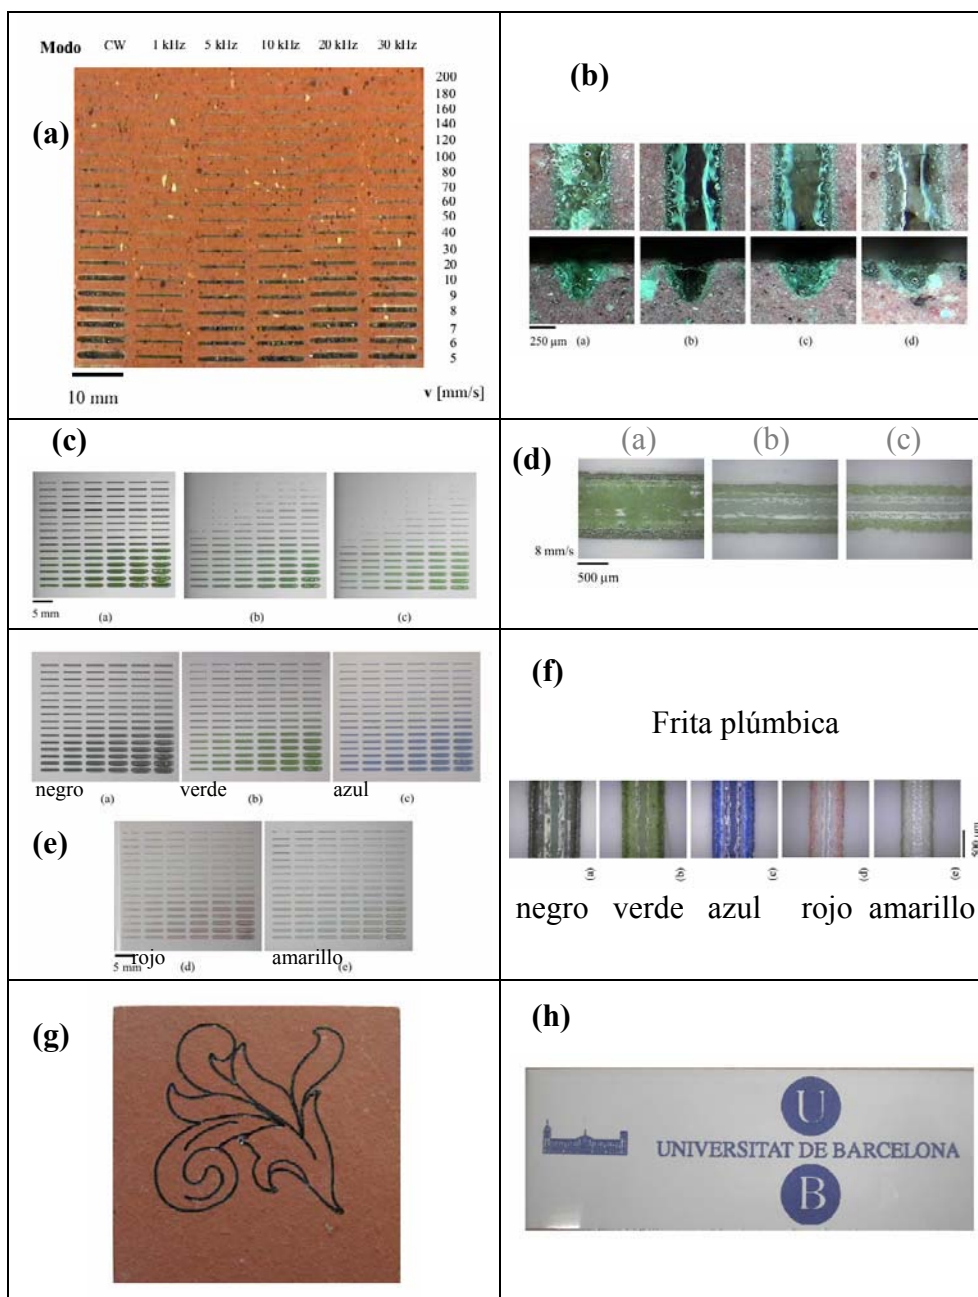 Modo CW 1 kHz 5 kHz 10 kHz 20 kHz 30 kHz
(a)
200
180
160
140
120
100
80
70
60
50
40
30
20
10
9
8
7
6
5
10 mm
v [mm/s]
(b)
250 µm (a) (b) (c) (d)
(c)
5 mm (a) (b) (c)
(d)
(a) (b) (c)
8 mm/s
500 µm
negro verde azul
(a) (b) (c)
(e)
rojo amarillo
5 mm (d) (e)
(f)
Frita plúmbica
500 µm
(a) (b) (c) (d) (e)
negro verde azul rojo amarillo
(g)
(h)
U
UNIVERSITAT DE BARCELONA
B